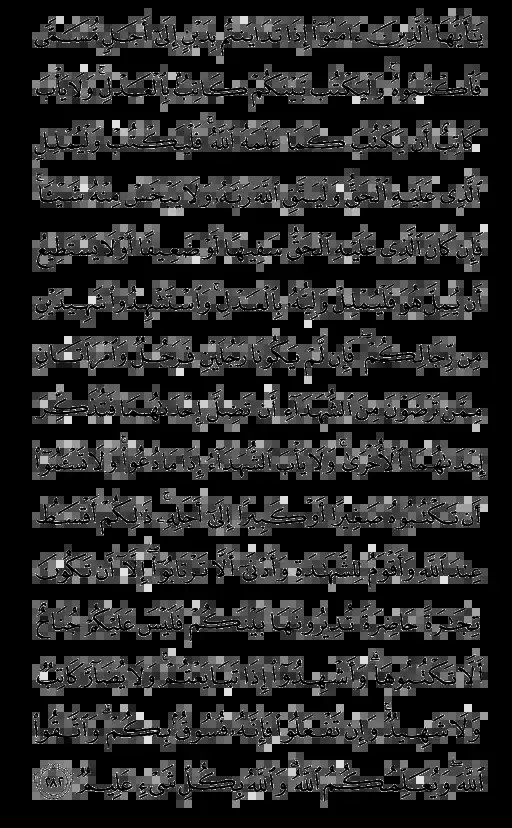 يَٰٓأَيُّهَا ٱلَّذِينَ ءَامَنُوٓا۟ إِذَا تَدَايَنتُم بِدَيْنٍ إِلَىٰٓ أَجَلٍ مُّسَمًّى
فَٱكْتُبُوهُ وَلْيَكْتُب بَّيْنَكُمْ كَاتِبٌۢ بِٱلْعَدْلِ وَلَا يَأْبَ
كَاتِبٌ أَن يَكْتُبَ كَمَا عَلَّمَهُ ٱللَّهُ فَلْيَكْتُبْ وَلْيُمْلِلِ
ٱلَّذِى عَلَيْهِ ٱلْحَقُّ وَلْيَتَّقِ ٱللَّهَ رَبَّهُۥ وَلَا يَبْخَسْ مِنْهُ شَيْـًٔا
فَإِن كَانَ ٱلَّذِى عَلَيْهِ ٱلْحَقُّ سَفِيهًا أَوْ ضَعِيفًا أَوْ لَا يَسْتَطِيعُ
أَن يُمِلَّ هُوَ فَلْيُمْلِلْ وَلِيُّهُۥ بِٱلْعَدْلِ وَٱسْتَشْهِدُوا۟ شَهِيدَيْنِ
مِن رِّجَالِكُمْ فَإِن لَّمْ يَكُونَا رَجُلَيْنِ فَرَجُلٌ وَٱمْرَأَتَانِ
مِمَّن تَرْضَوْنَ مِنَ ٱلشُّهَدَآءِ أَن تَضِلَّ إِحْدَىٰهُمَا فَتُذَكِّرَ
إِحْدَىٰهُمَا ٱلْأُخْرَىٰ وَلَا يَأْبَ ٱلشُّهَدَآءُ إِذَا مَا دُعُوا۟ وَلَا تَسْـَٔمُوٓا۟
أَن تَكْتُبُوهُ صَغِيرًا أَوْ كَبِيرًا إِلَىٰٓ أَجَلِهِۦ ذَٰلِكُمْ أَقْسَطُ
عِندَ ٱللَّهِ وَأَقْوَمُ لِلشَّهَٰدَةِ وَأَدْنَىٰٓ أَلَّا تَرْتَابُوٓا۟ إِلَّآ أَن تَكُونَ
تِجَٰرَةً حَاضِرَةً تُدِيرُونَهَا بَيْنَكُمْ فَلَيْسَ عَلَيْكُمْ جُنَاحٌ
أَلَّا تَكْتُبُوهَا وَأَشْهِدُوٓا۟ إِذَا تَبَايَعْتُمْ وَلَا يُضَآرَّ كَاتِبٌ
وَلَا شَهِيدٌ وَإِن تَفْعَلُوا۟ فَإِنَّهُۥ فُسُوقٌۢ بِكُمْ وَٱتَّقُوا۟
ٱللَّهَ وَيُعَلِّمُكُمُ ٱللَّهُ وَٱللَّهُ بِكُلِّ شَىْءٍ عَلِيمٌ ٢٨٢